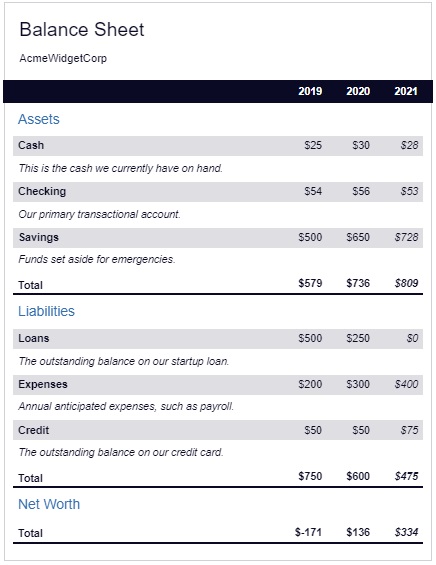 Balance Sheet
AcmeWidgetCorp
2019 2020 2021
Assets
Cash $25 $30 $28
This is the cash we currently have on hand.
Checking $54 $56 $53
Our primary transactional account.
Savings $500 $650 $728
Funds set aside for emergencies.
Total $579 $736 $809
Liabilities
Loans $500 $250 $0
The outstanding balance on our startup loan.
Expenses $200 $300 $400
Annual anticipated expenses, such as payroll.
Credit $50 $50 $75
The outstanding balance on our credit card.
Total $750 $600 $475
Net Worth
Total $-171 $136 $334